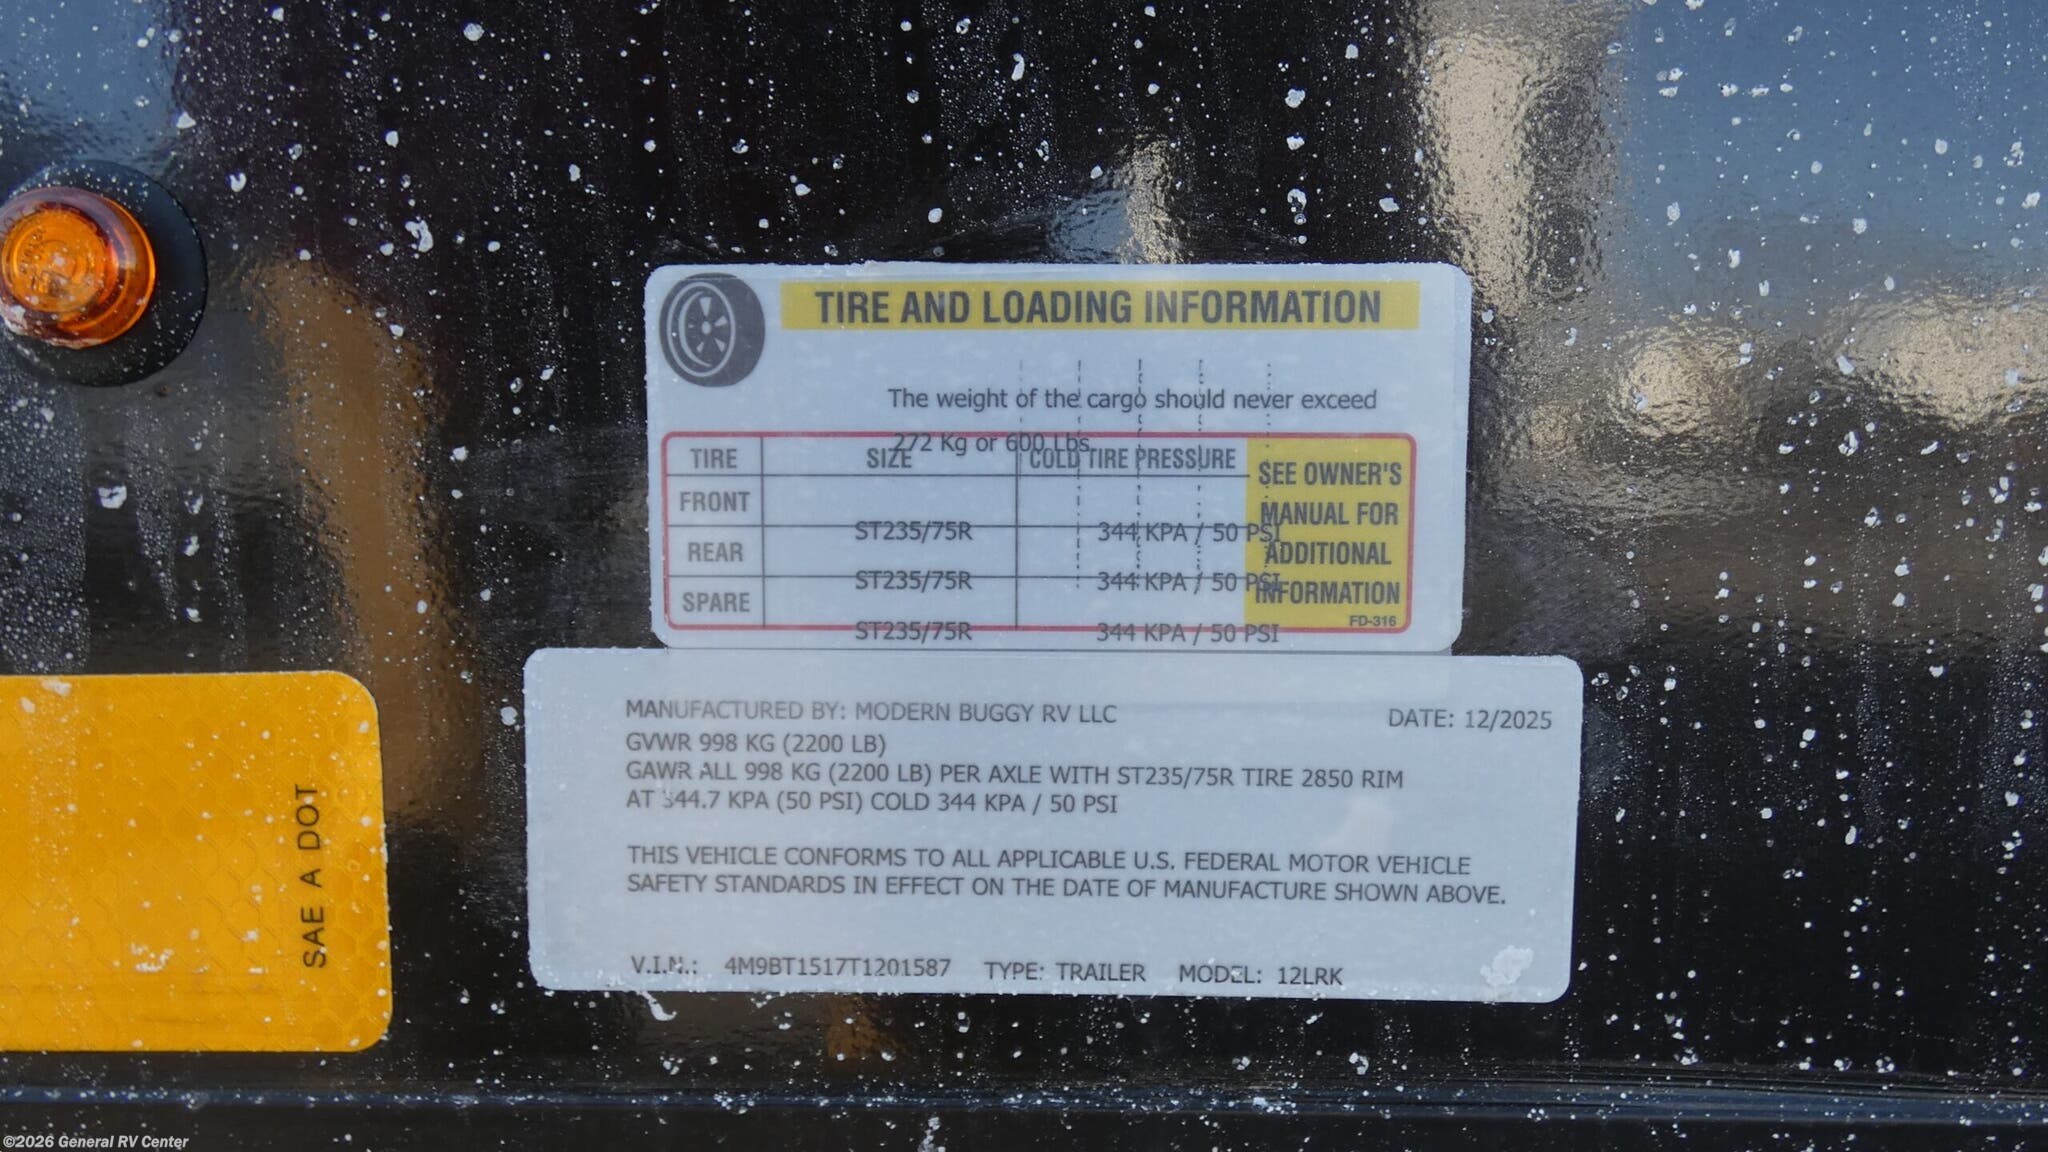 TIRE AND LOADING INFORMATION
The weight of the cargo should never exceed
272 Kg or 600 Lbs
TIRE SIZE COLD TIRE PRESSURE
SEE OWNER'S
MANUAL FOR
ADDITIONAL
INFORMATION
FD-316
FRONT ST235/75R 344 KPA / 50 PSI
REAR ST235/75R 344 KPA / 50 PSI
SPARE ST235/75R 344 KPA / 50 PSI
MANUFACTURED BY: MODERN BUGGY RV LLC DATE: 12/2025
GVWR 998 KG (2200 LB)
GAWR ALL 998 KG (2200 LB) PER AXLE WITH ST235/75R TIRE 2850 RIM
AT 344.7 KPA (50 PSI) COLD 344 KPA / 50 PSI
THIS VEHICLE CONFORMS TO ALL APPLICABLE U.S. FEDERAL MOTOR VEHICLE
SAFETY STANDARDS IN EFFECT ON THE DATE OF MANUFACTURE SHOWN ABOVE.
V.I.N.: 4M9BT1517T1201587 TYPE: TRAILER MODEL: 12LRK
SAE A DOT
©2026 General RV Center